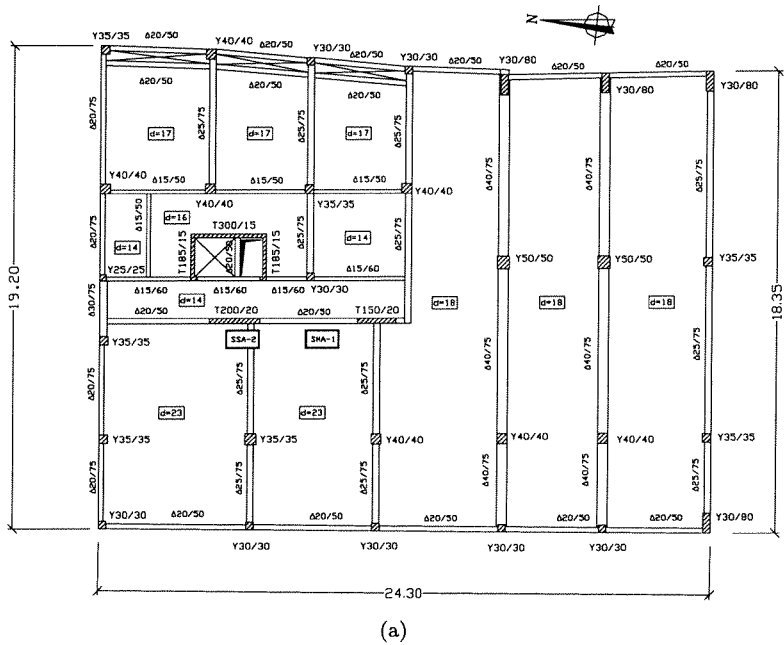 N
Y35/35
Δ20/50
Y40/40
Δ20/50
Y30/30
Y30/30
Δ20/50
Y30/80
Δ20/50
Δ20/50
Δ20/50
Δ20/50
Δ20/50
Y30/80
Y30/80
Δ20/75
d=17
Δ25/75
d=17
Δ25/75
d=17
Δ25/75
Δ40/75
Δ40/75
Δ25/75
Y40/40
Δ15/50
Δ15/50
Δ15/50
Y40/40
Y40/40
Y35/35
Δ20/75
Δ15/50
d=16
T300/15
Δ25/75
Δ25/75
d=14
T185/15
Δ20/50
T185/15
d=14
Y25/25
Δ15/60
Y50/50
Y50/50
Y35/35
Δ30/75
Δ15/60
Δ15/60
Δ15/60
Y30/30
d=14
d=18
d=18
d=18
Δ20/50
T200/20
Δ20/50
T150/20
19.20
18.35
Y35/35
SSA-2
SMA-1
Δ20/75
Δ25/75
Δ25/75
Δ40/75
Δ40/75
Δ25/75
d=23
d=23
Y35/35
Y35/35
Y40/40
Y40/40
Y40/40
Y35/35
Δ20/75
Δ25/75
Δ25/75
Δ40/75
Δ40/75
Δ25/75
Y30/30
Δ20/50
Δ20/50
Δ20/50
Δ20/50
Δ20/50
Y30/80
Y30/30
Y30/30
Y30/30
Y30/30
24.30
(a)